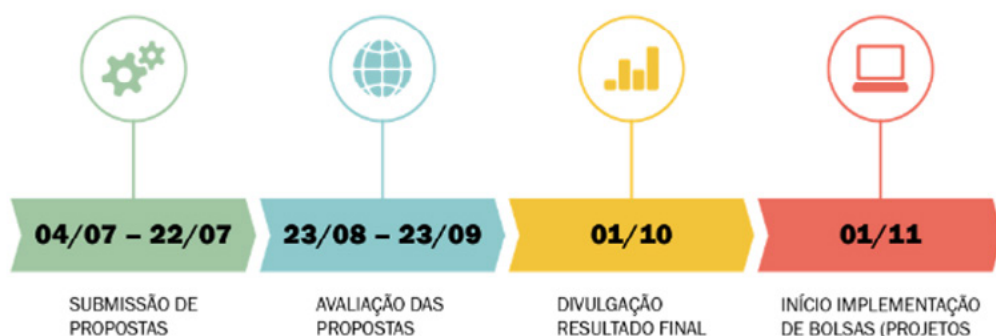 04/07 – 22/07
23/08 – 23/09
01/10
01/11
SUBMISSÃO DE
PROPOSTAS
AVALIAÇÃO DAS
PROPOSTAS
DIVULGAÇÃO
RESULTADO FINAL
INÍCIO IMPLEMENTAÇÃO
DE BOLSAS (PROJETOS